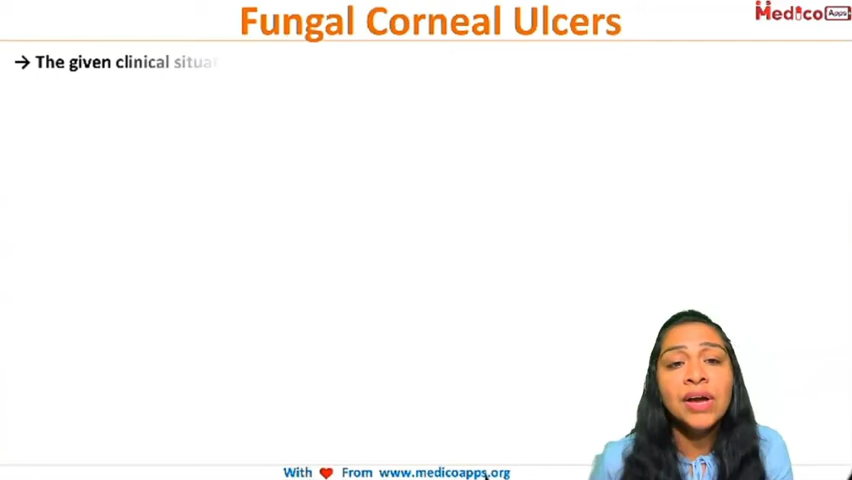 Fungal Corneal Ulcers
Medico Apps
→ The given clinical situa
With ❤ From www.medicoapps.org